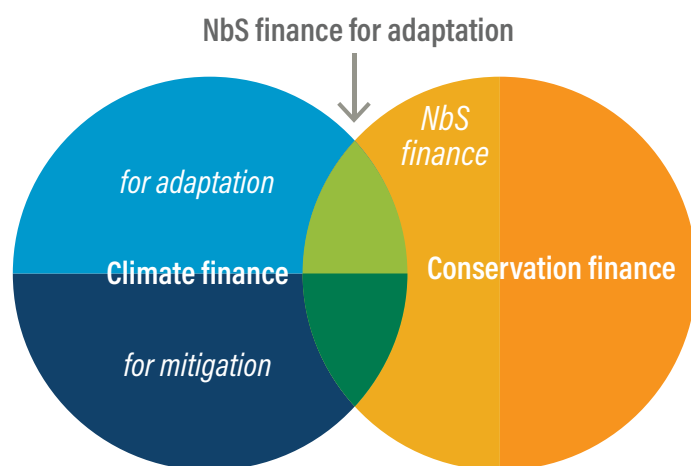 NbS finance for adaptation
NbS
finance
for adaptation
Climate finance
Conservation finance
for mitigation